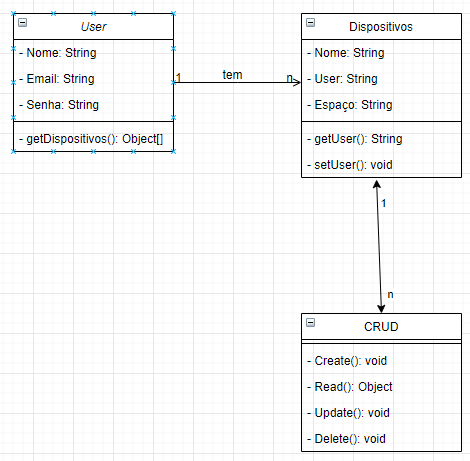 User
- Nome: String
- Email: String
- Senha: String
- getDispositivos(): Object[]
1
tem
n
Dispositivos
- Nome: String
- User: String
- Espaço: String
- getUser(): String
- setUser(): void
1
n
CRUD
- Create(): void
- Read(): Object
- Update(): void
- Delete(): void